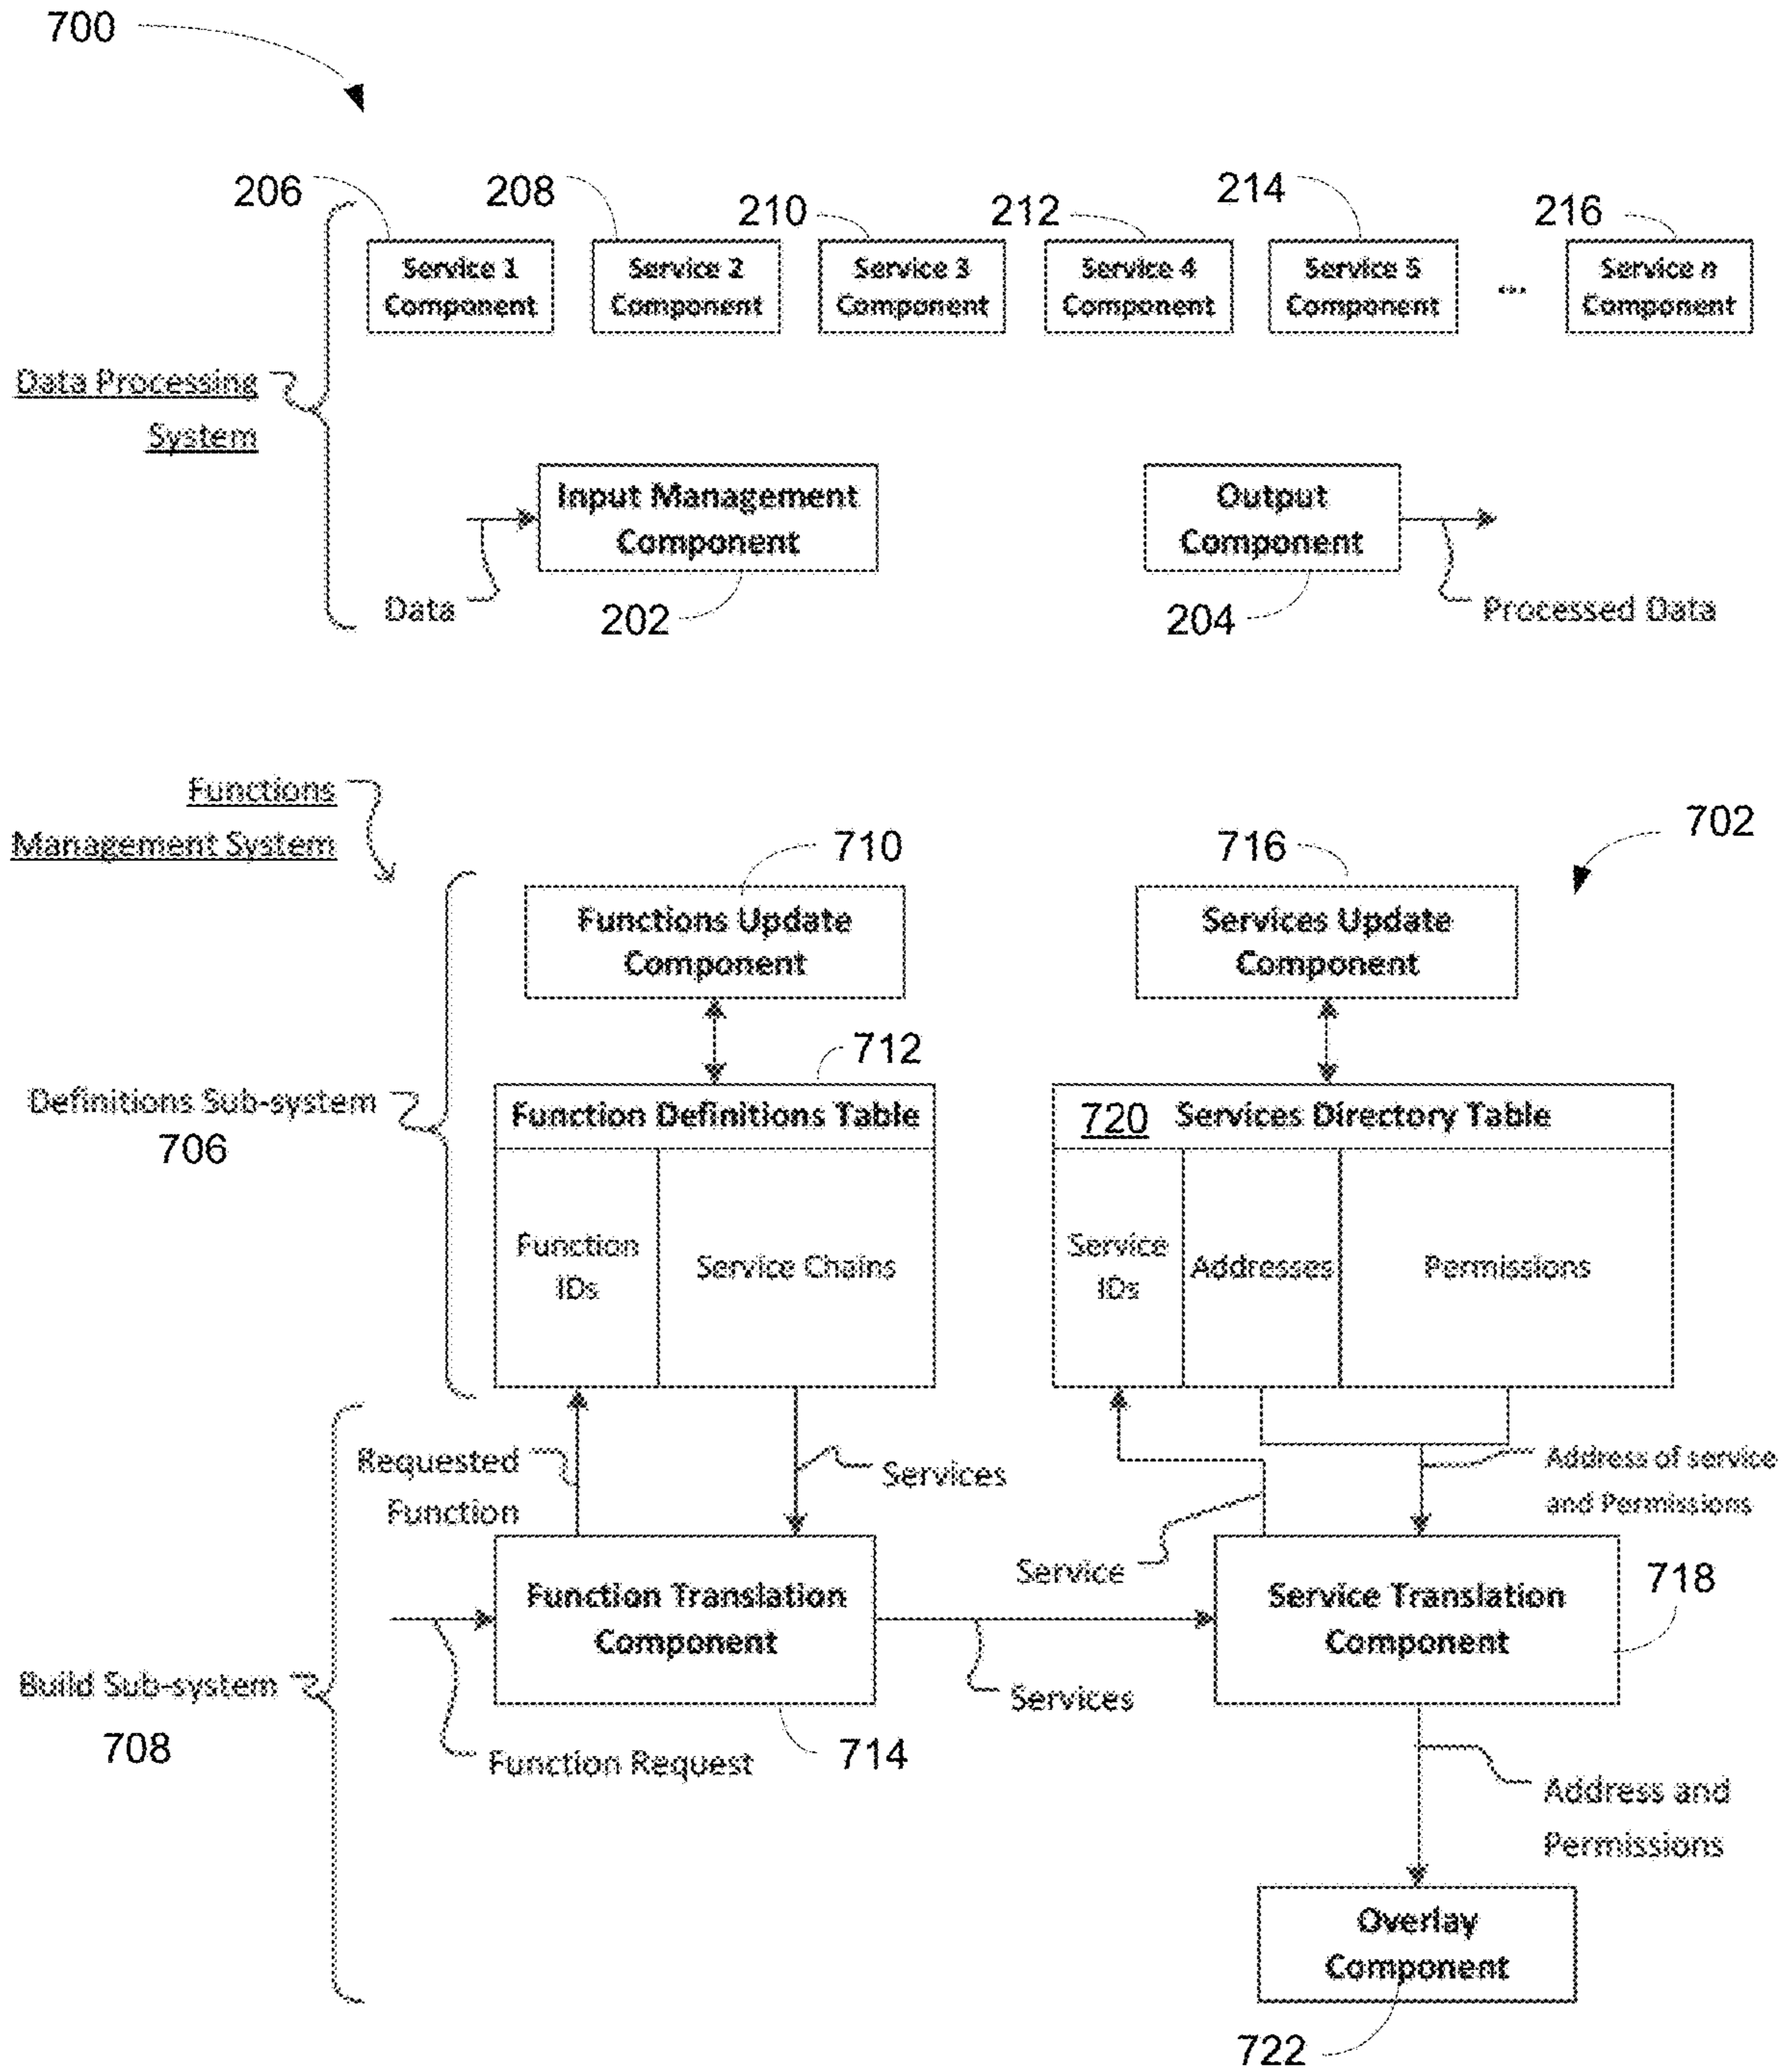 700
206
208
210
212
214
216
Service 1
Component
Service 2
Component
Service 3
Component
Service 4
Component
Service 5
Component
...
Service n
Component
Data Processing
System
Input Management
Component
Output
Component
Data
202
204
Processed Data
Functions
Management System
702
710
716
Functions Update
Component
Services Update
Component
712
Definitions Sub-system
706
Function Definitions Table
720 Services Directory Table
Function
IDs
Service Chains
Service
IDs
Addresses
Permissions
Requested
Function
Services
Address of service
and Permissions
Service
Function Translation
Component
Service Translation
Component
718
Build Sub-system
708
Services
Function Request
714
Address and
Permissions
Overlay
Component
722